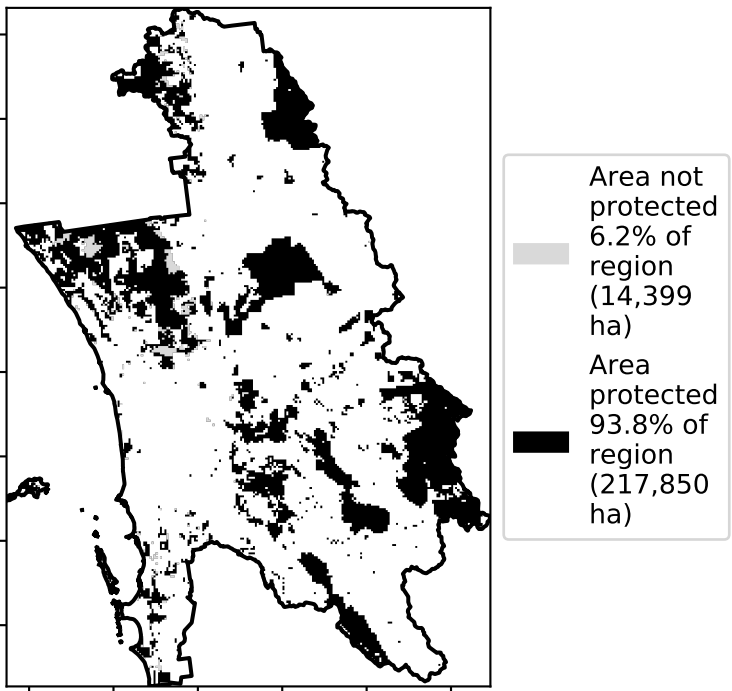 Area not
protected
6.2% of
region
(14,399
ha)
Area
protected
93.8% of
region
(217,850
ha)